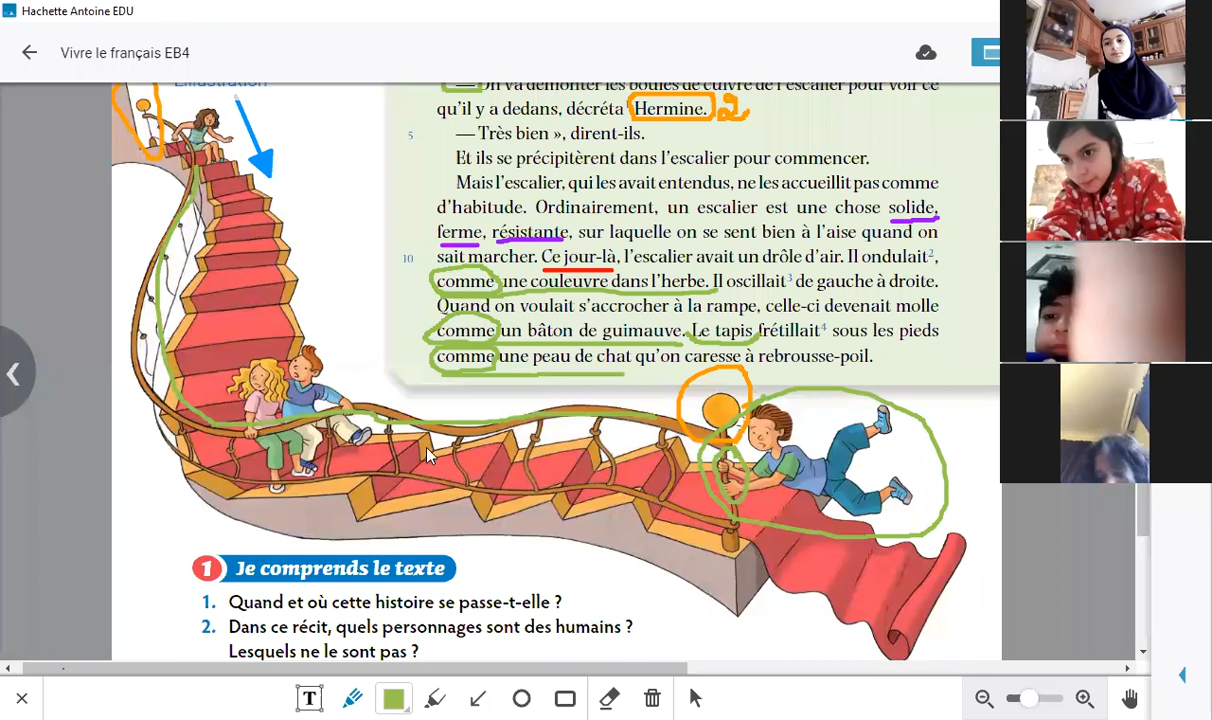 Hachette Antoine EDU
Vivre le français EB4
— On va démonter les boules de cuivre de l'escalier pour voir ce
qu'il y a dedans, décréta Hermine. 2
5 — Très bien », dirent-ils.
Et ils se précipitèrent dans l'escalier pour commencer.
Mais l'escalier, qui les avait entendus, ne les accueillit pas comme
d'habitude. Ordinairement, un escalier est une chose solide,
ferme, résistante, sur laquelle on se sent bien à l'aise quand on
10 sait marcher. Ce jour-là, l'escalier avait un drôle d'air. Il ondulait²,
comme une couleuvre dans l'herbe. Il oscillait³ de gauche à droite.
Quand on voulait s'accrocher à la rampe, celle-ci devenait molle
comme un bâton de guimauve. Le tapis frétillait⁴ sous les pieds
comme une peau de chat qu'on caresse à rebrousse-poil.
1 Je comprends le texte
1. Quand et où cette histoire se passe-t-elle ?
2. Dans ce récit, quels personnages sont des humains ?
Lesquels ne le sont pas ?
T